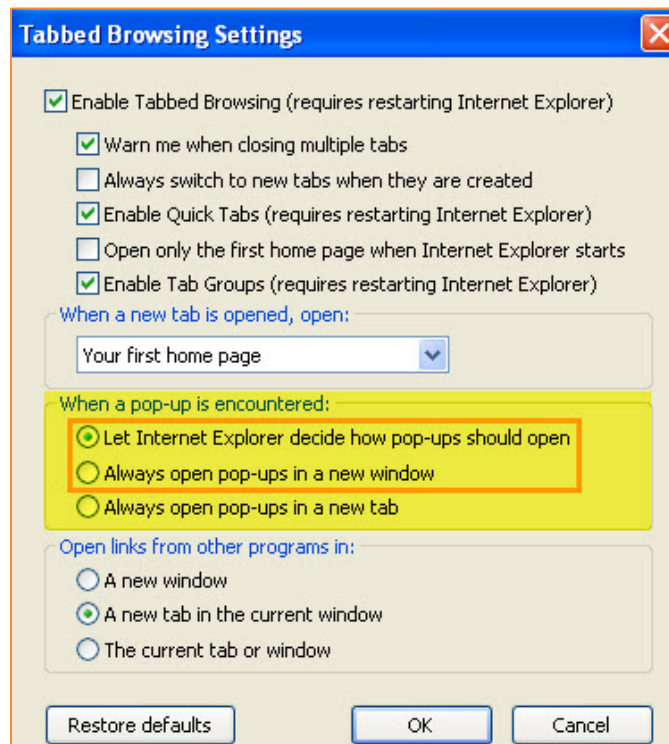 Tabbed Browsing Settings
Enable Tabbed Browsing (requires restarting Internet Explorer)
Warn me when closing multiple tabs
Always switch to new tabs when they are created
Enable Quick Tabs (requires restarting Internet Explorer)
Open only the first home page when Internet Explorer starts
Enable Tab Groups (requires restarting Internet Explorer)
When a new tab is opened, open:
Your first home page
When a pop-up is encountered:
Let Internet Explorer decide how pop-ups should open
Always open pop-ups in a new window
Always open pop-ups in a new tab
Open links from other programs in:
A new window
A new tab in the current window
The current tab or window
Restore defaults OK Cancel